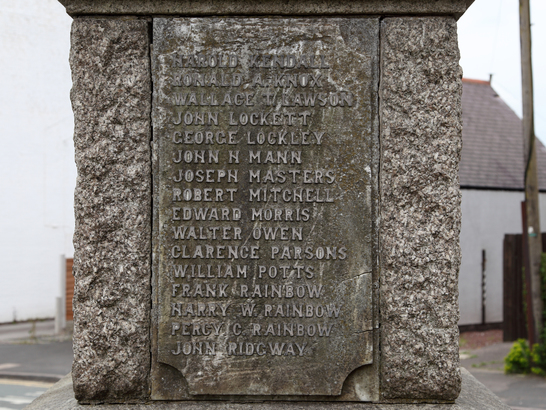 HAROLD KENDALL
RONALD A. KNOX
WALLACE T. LAWSON
JOHN LOCKETT
GEORGE LOCKLEY
JOHN H MANN
JOSEPH MASTERS
ROBERT MITCHELL
EDWARD MORRIS
WALTER OWEN
CLARENCE PARSONS
WILLIAM POTTS
FRANK RAINBOW
HARRY W. RAINBOW
PERCY C. RAINBOW
JOHN RIDGWAY